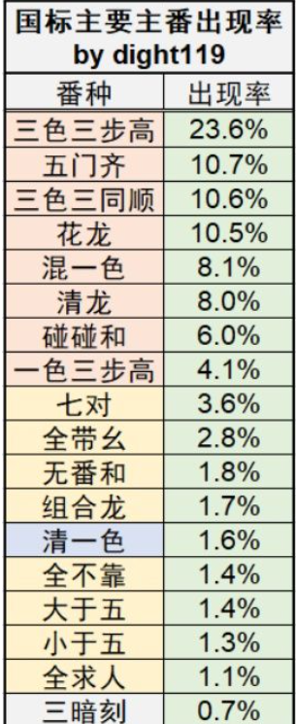 国标主要主番出现率
by dight119
番种 出现率
三色三步高 23.6%
五门齐 10.7%
三色三同顺 10.6%
花龙 10.5%
混一色 8.1%
清龙 8.0%
碰碰和 6.0%
一色三步高 4.1%
七对 3.6%
全带幺 2.8%
无番和 1.8%
组合龙 1.7%
清一色 1.6%
全不靠 1.4%
大于五 1.4%
小于五 1.3%
全求人 1.1%
三暗刻 0.7%